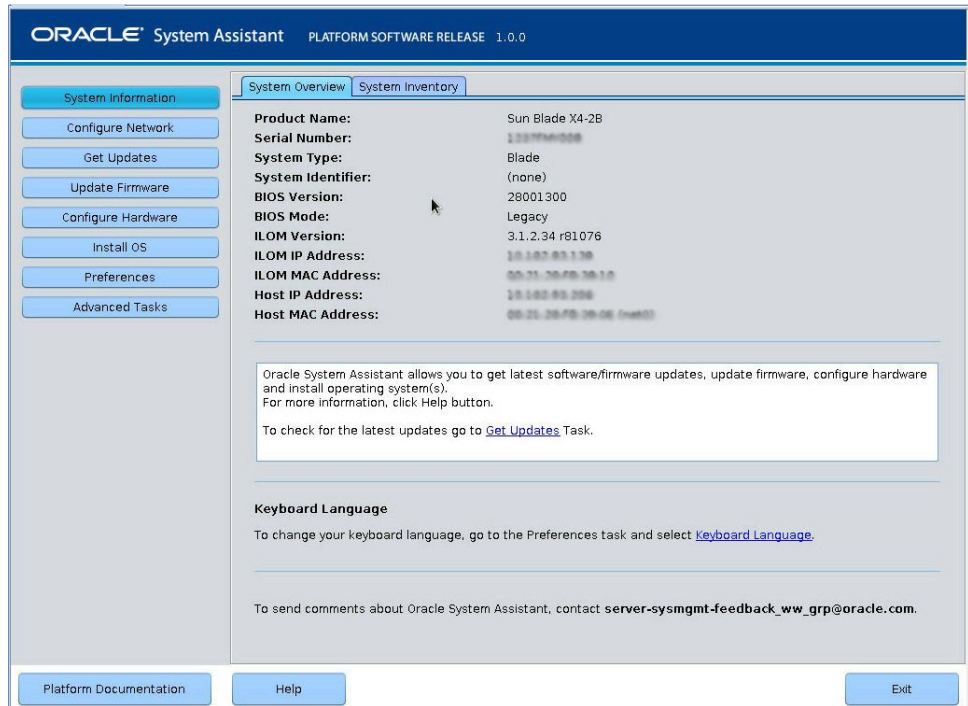 ORACLE System Assistant PLATFORM SOFTWARE RELEASE 1.0.0
System Information
Configure Network
Get Updates
Update Firmware
Configure Hardware
Install OS
Preferences
Advanced Tasks
System Overview System Inventory
Product Name: Sun Blade X4-2B
Serial Number:
System Type: Blade
System Identifier: (none)
BIOS Version: 28001300
BIOS Mode: Legacy
ILOM Version: 3.1.2.34 r81076
ILOM IP Address:
ILOM MAC Address:
Host IP Address:
Host MAC Address:
Oracle System Assistant allows you to get latest software/firmware updates, update firmware, configure hardware
and install operating system(s).
For more information, click Help button.
To check for the latest updates go to Get Updates Task.
Keyboard Language
To change your keyboard language, go to the Preferences task and select Keyboard Language.
To send comments about Oracle System Assistant, contact server-sysmgmt-feedback_ww_grp@oracle.com.
Platform Documentation Help Exit